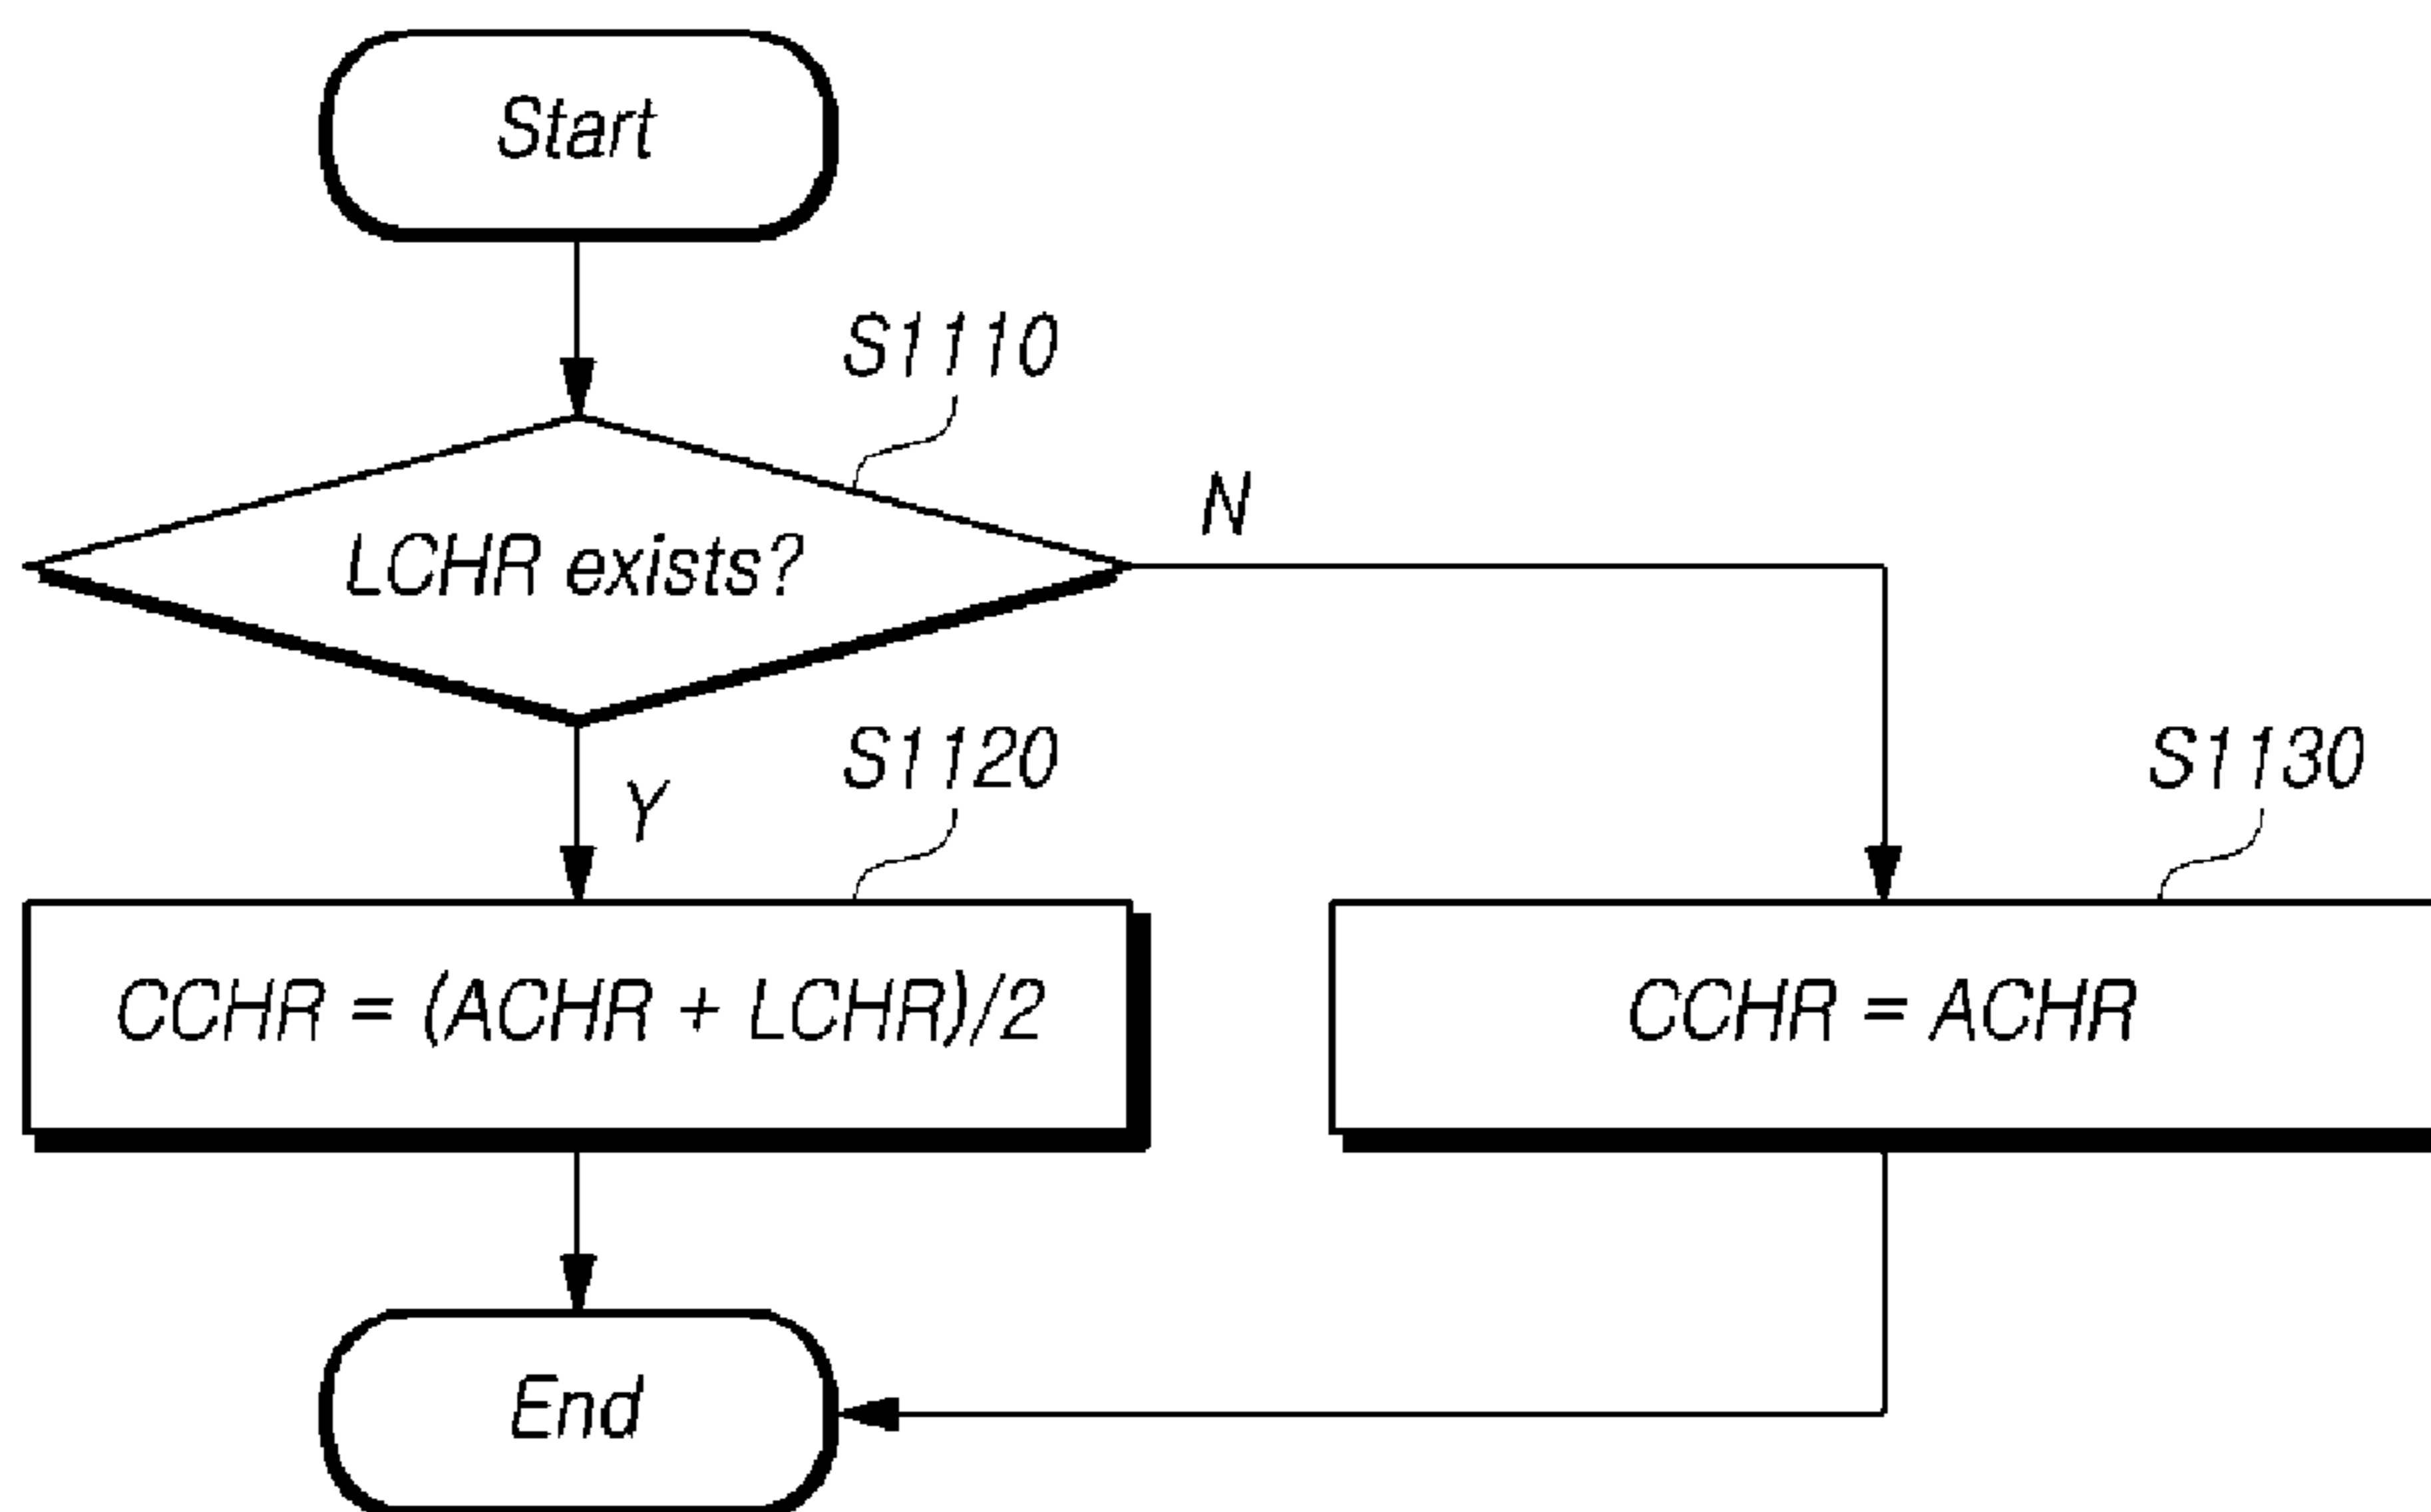 Start
S1110
N
LCHR exists?
S1120
S1130
Y
CCHR = (ACHR + LCHR)/2
CCHR = ACHR
End